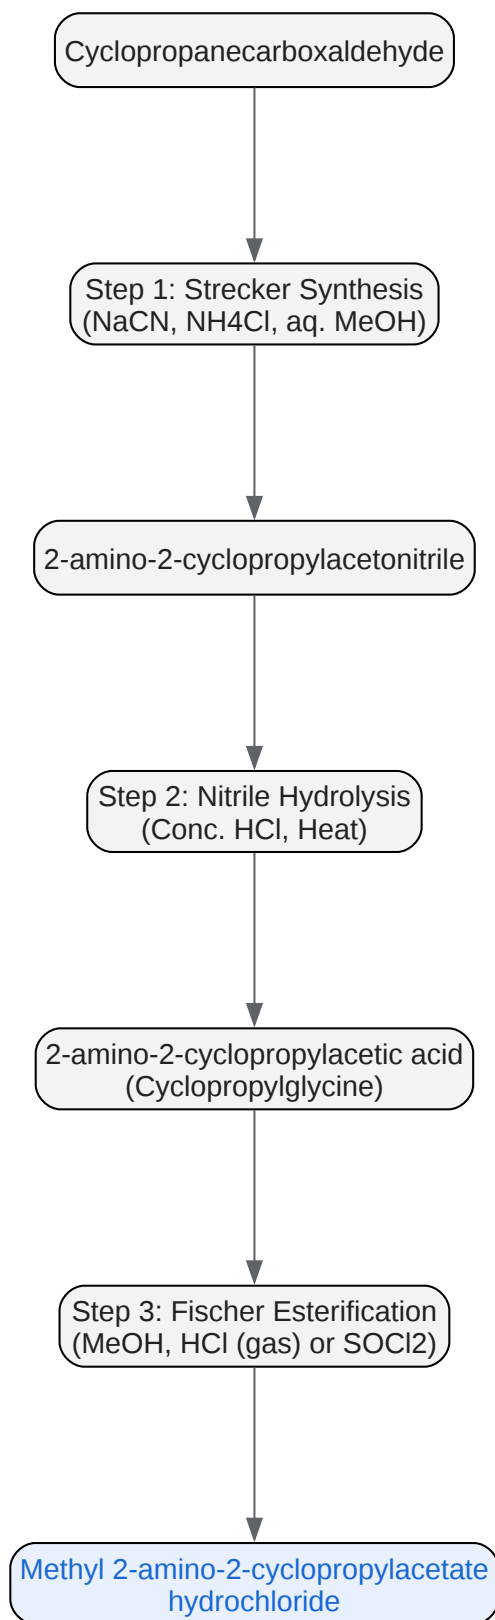 Cyclopropanecarboxaldehyde
Step 1: Strecker Synthesis
(NaCN, NH4Cl, aq. MeOH)
2-amino-2-cyclopropylacetonitrile
Step 2: Nitrile Hydrolysis
(Conc. HCl, Heat)
2-amino-2-cyclopropylacetic acid
(Cyclopropylglycine)
Step 3: Fischer Esterification
(MeOH, HCl (gas) or SOCl2)
Methyl 2-amino-2-cyclopropylacetate
hydrochloride